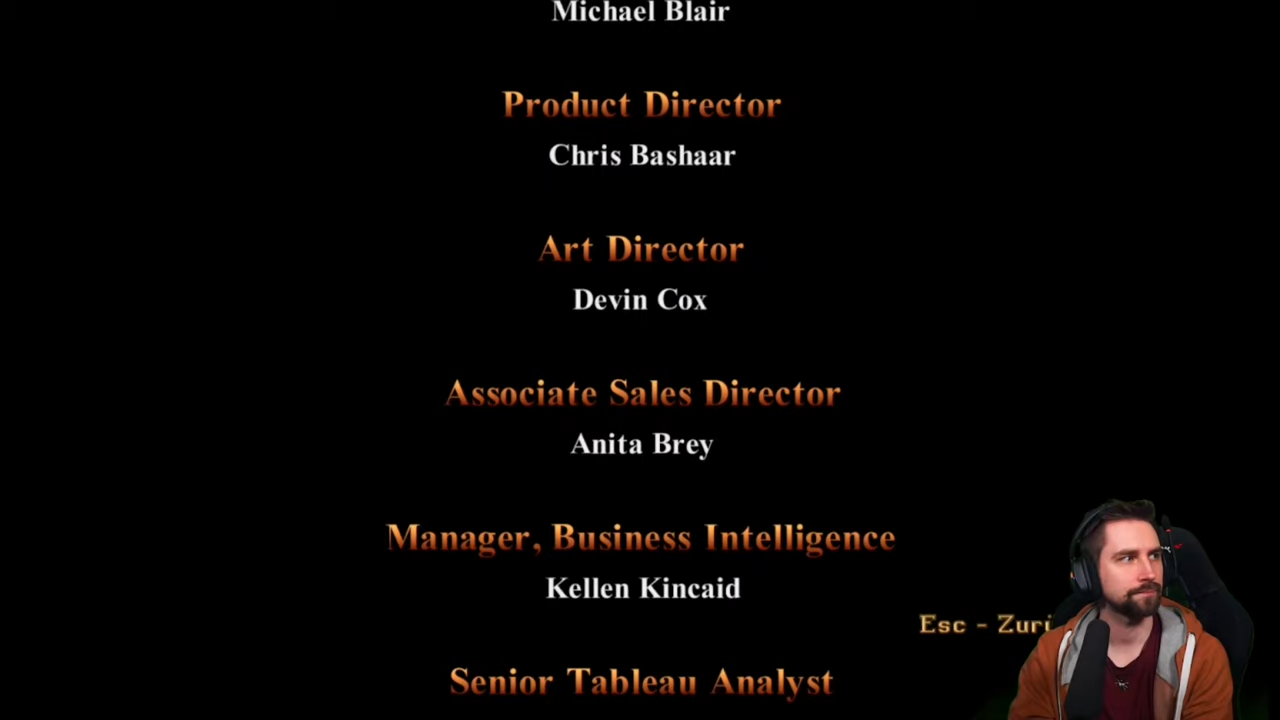 Michael Blair
Product Director
Chris Bashaar
Art Director
Devin Cox
Associate Sales Director
Anita Brey
Manager, Business Intelligence
Kellen Kincaid
Esc - Zurü
Senior Tableau Analyst